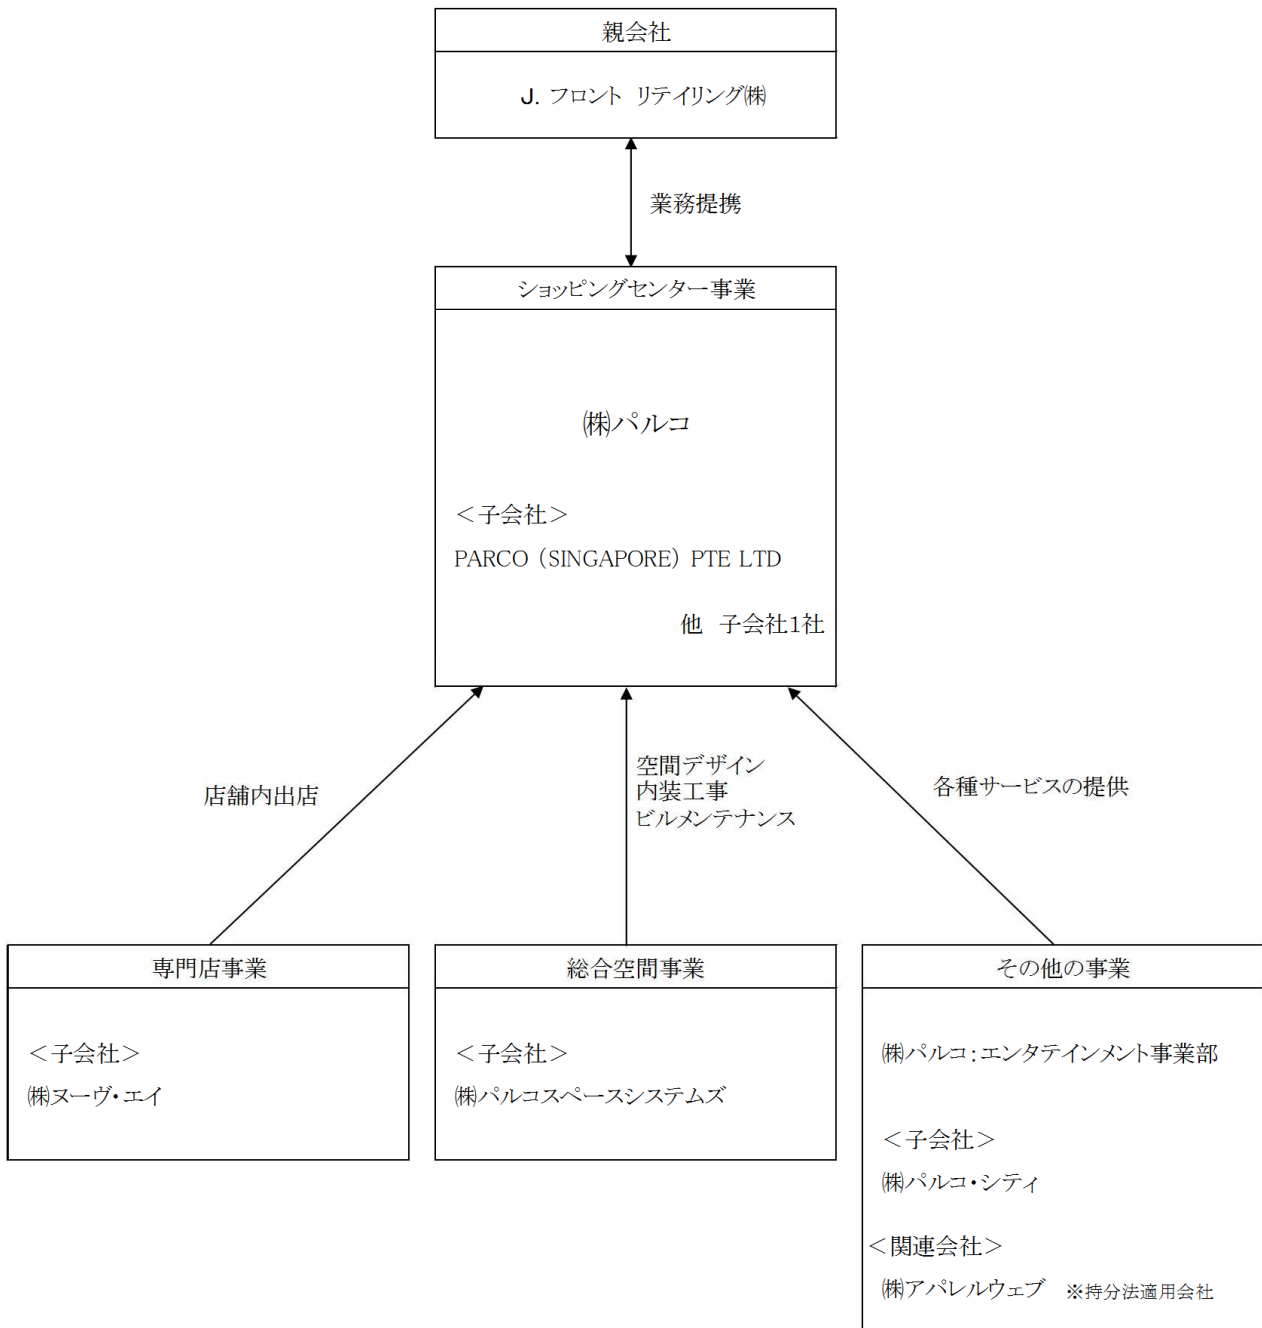 親会社
J. フロント リテイリング㈱
業務提携
ショッピングセンター事業
㈱パルコ
＜子会社＞
PARCO（SINGAPORE）PTE LTD
他 子会社1社
店舗内出店
空間デザイン
内装工事
ビルメンテナンス
各種サービスの提供
専門店事業
＜子会社＞
㈱ヌーヴ・エイ
総合空間事業
＜子会社＞
㈱パルコスペースシステムズ
その他の事業
㈱パルコ：エンタテインメント事業部
＜子会社＞
㈱パルコ・シティ
＜関連会社＞
㈱アパレルウェブ ※持分法適用会社